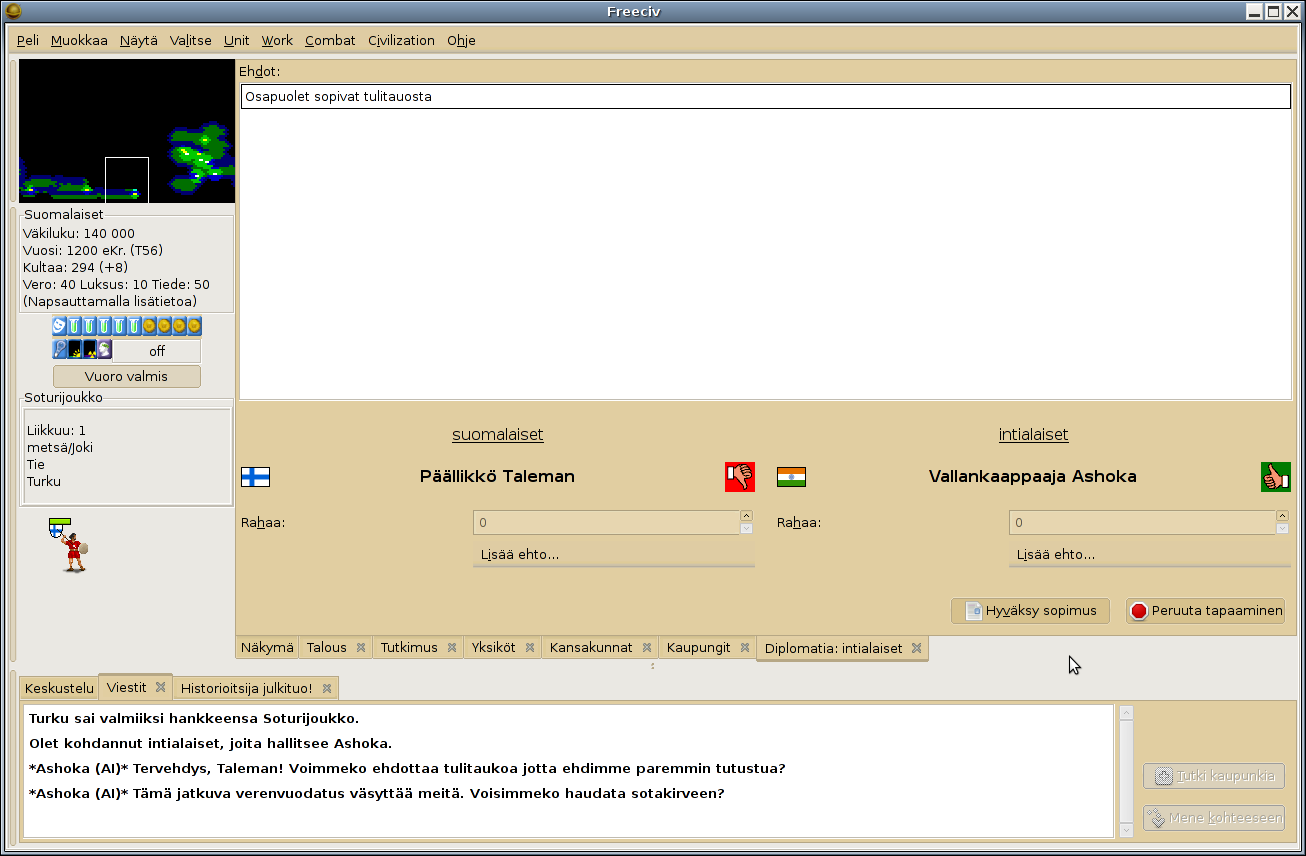 Freeciv
Peli Muokkaa Näytä Valitse Unit Work Combat Civilization Ohje
Ehdot:
Osapuolet sopivat tulitauosta
Suomalaiset
Väkiluku: 140 000
Vuosi: 1200 eKr. (T56)
Kultaa: 294 (+8)
Vero: 40 Luksus: 10 Tiede: 50
(Napsauttamalla lisätietoa)
off
Vuoro valmis
Soturijoukko
Liikkuu: 1
metsä/Joki
Tie
Turku
suomalaiset
intialaiset
Päällikkö Taleman
Vallankaappaaja Ashoka
Rahaa: 0
Rahaa: 0
Lisää ehto...
Lisää ehto...
Hyväksy sopimus
Peruuta tapaaminen
Näkymä Talous Tutkimus Yksiköt Kansakunnat Kaupungit Diplomatia: intialaiset
Keskustelu Viestit Historioitsija julkituo!
Turku sai valmiiksi hankkeensa Soturijoukko.
Olet kohdannut intialaiset, joita hallitsee Ashoka.
*Ashoka (AI)* Tervehdys, Taleman! Voimmeko ehdottaa tulitaukoa jotta ehdimme paremmin tutustua?
*Ashoka (AI)* Tämä jatkuva verenvuodatus väsyttää meitä. Voisimmeko haudata sotakirveen?
Tutki kaupunkia
Mene kohteeseen